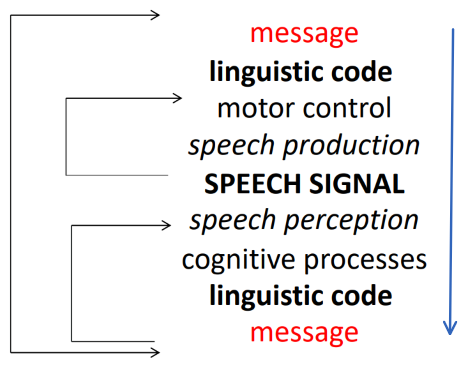 message
linguistic code
motor control
speech production
SPEECH SIGNAL
speech perception
cognitive processes
linguistic code
message